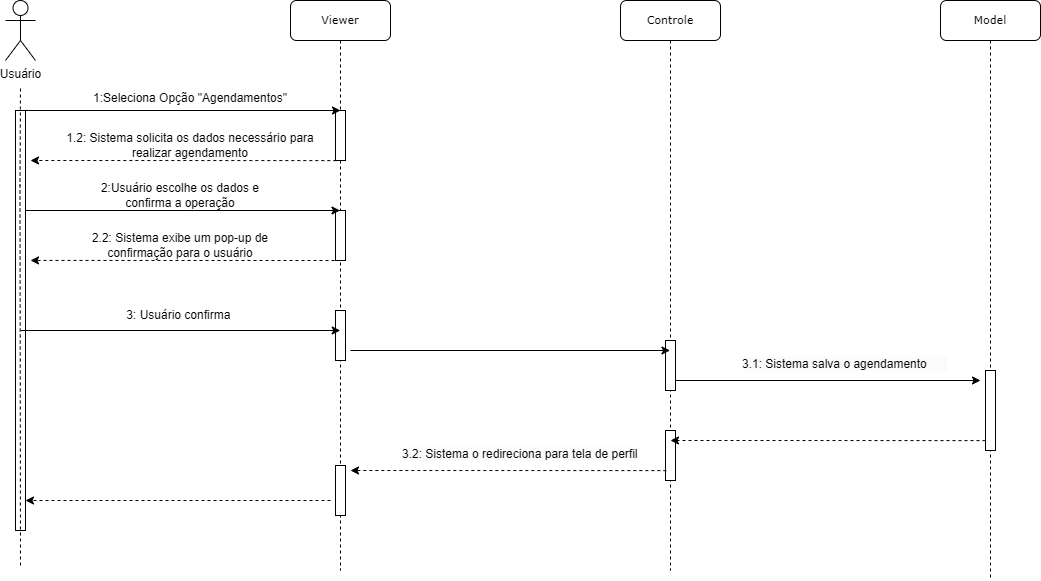 Viewer
Controle
Model
Usuário
1:Seleciona Opção "Agendamentos"
1.2: Sistema solicita os dados necessário para
realizar agendamento
2:Usuário escolhe os dados e
confirma a operação
2.2: Sistema exibe um pop-up de
confirmação para o usuário
3: Usuário confirma
3.1: Sistema salva o agendamento
3.2: Sistema o redireciona para tela de perfil